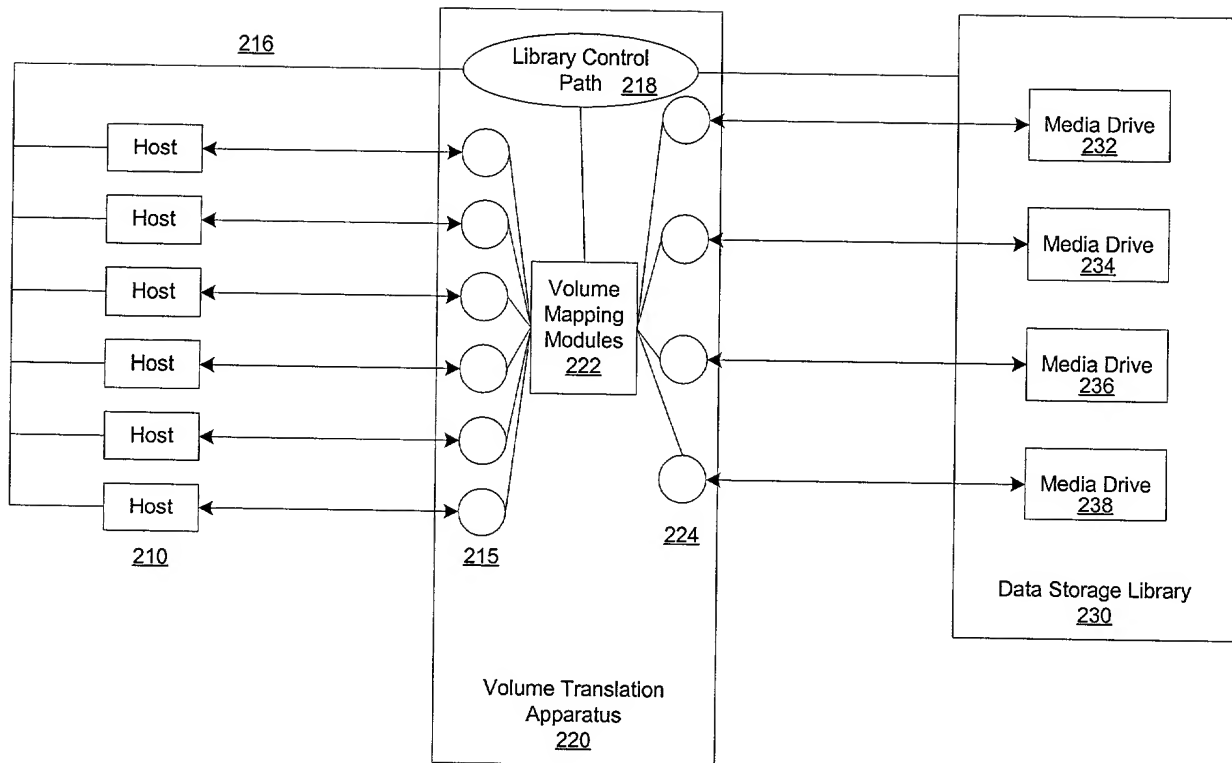 216
Library Control
Path 218
Host
Host
Host
Host
Host
Host
210
215
Volume
Mapping
Modules
222
224
Volume Translation
Apparatus
220
Media Drive
232
Media Drive
234
Media Drive
236
Media Drive
238
Data Storage Library
230